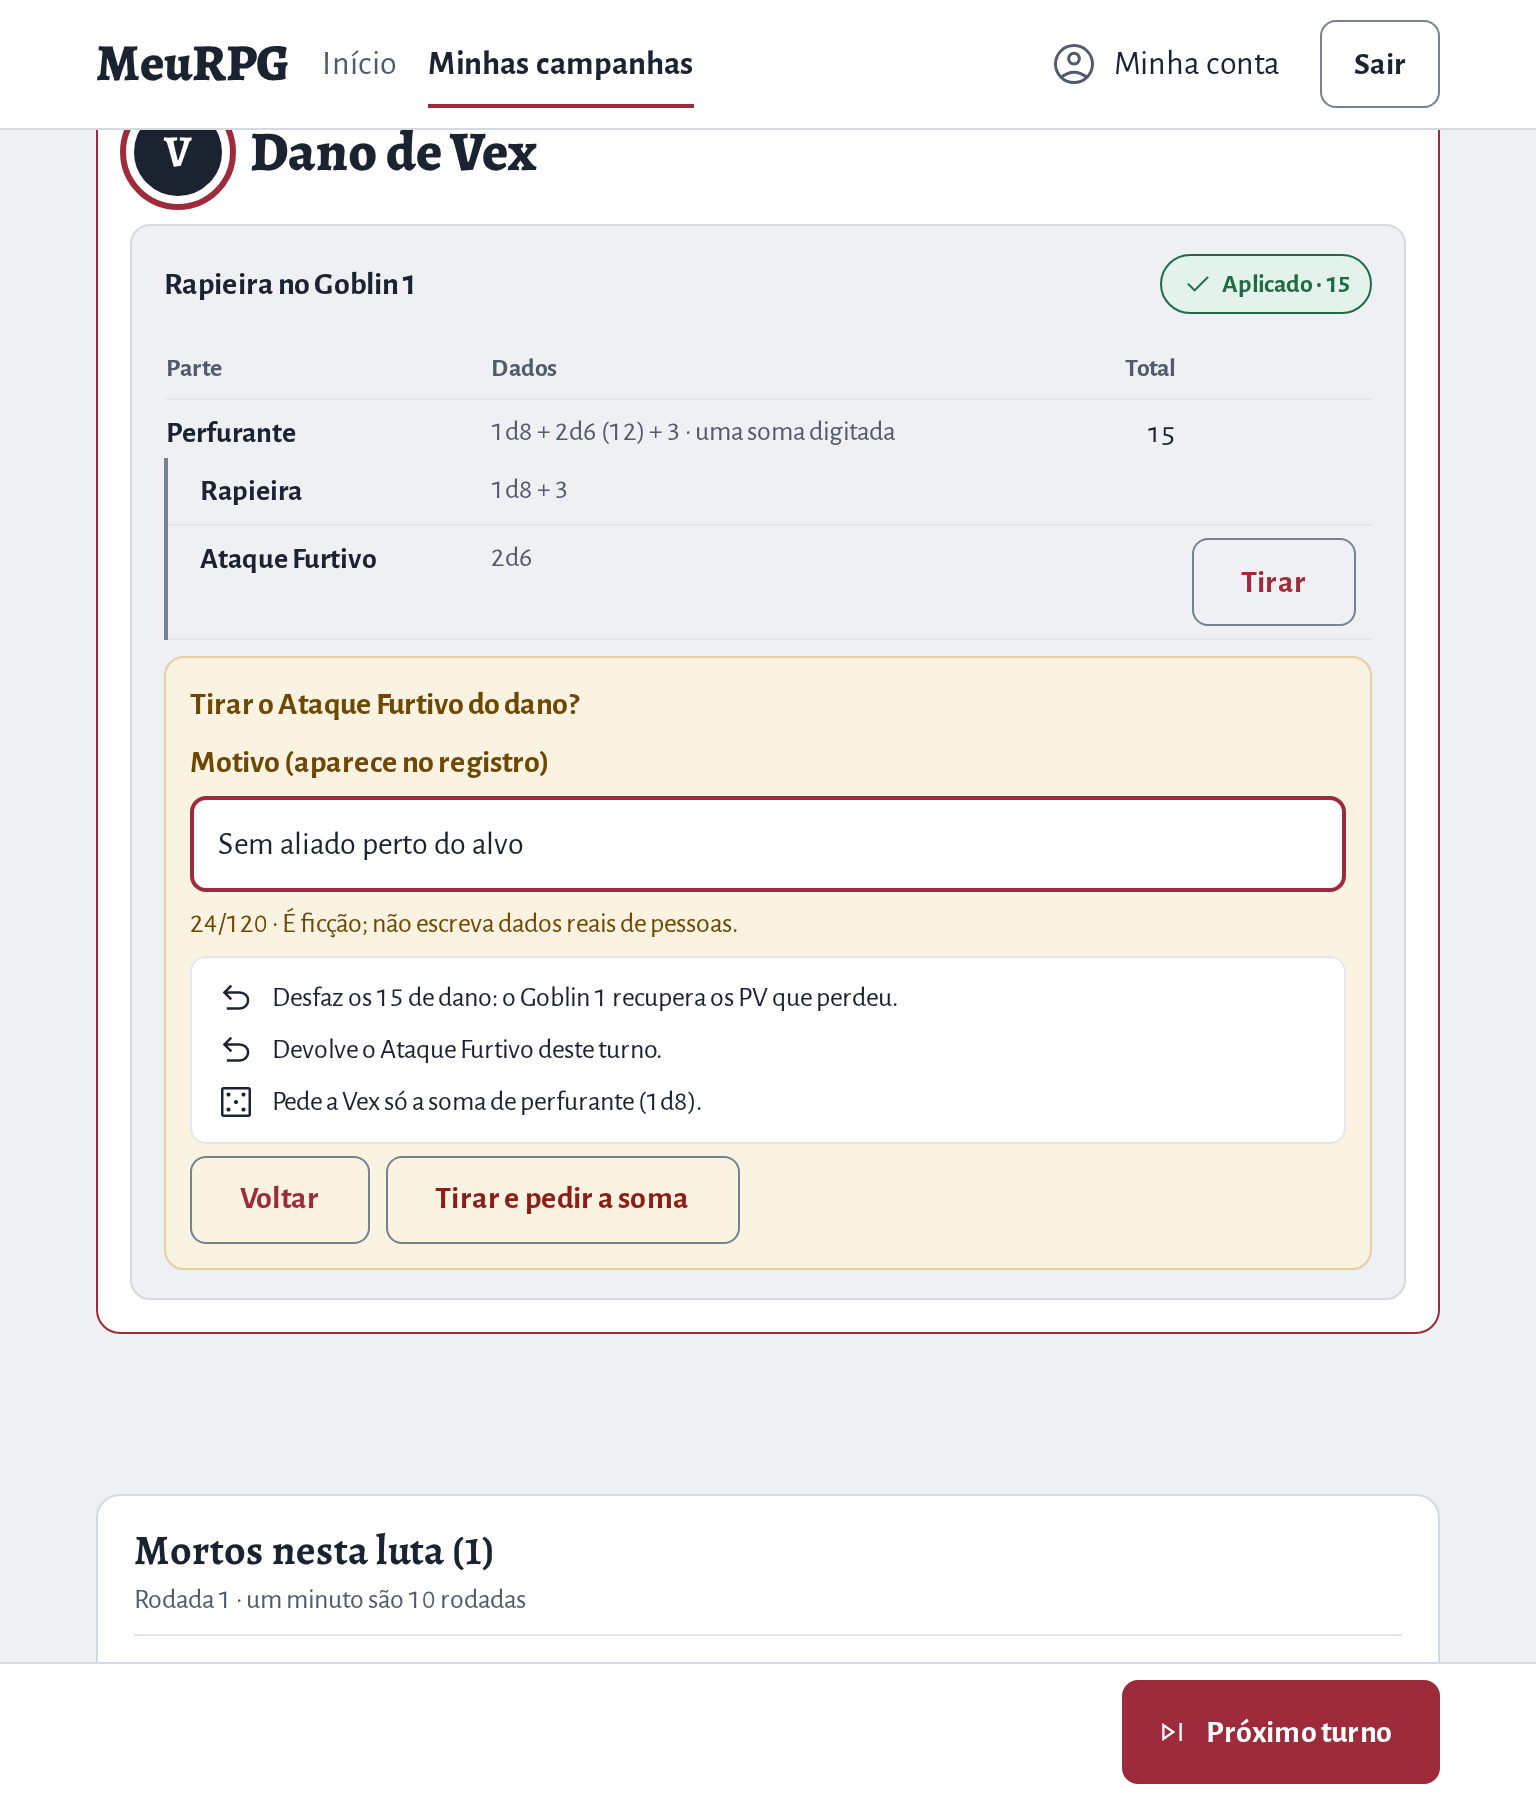 MeuRPG Início Minhas campanhas Minha conta Sair
V Dano de Vex
Rapieira no Goblin 1 Aplicado · 15
Parte Dados Total
Perfurante 1d8 + 2d6 (12) + 3 · uma soma digitada 15
Rapieira 1d8 + 3
Ataque Furtivo 2d6 Tirar
Tirar o Ataque Furtivo do dano?
Motivo (aparece no registro)
Sem aliado perto do alvo
24/120 · É ficção; não escreva dados reais de pessoas.
Desfaz os 15 de dano: o Goblin 1 recupera os PV que perdeu.
Devolve o Ataque Furtivo deste turno.
Pede a Vex só a soma de perfurante (1d8).
Voltar Tirar e pedir a soma
Mortos nesta luta (1)
Rodada 1 · um minuto são 10 rodadas
Próximo turno